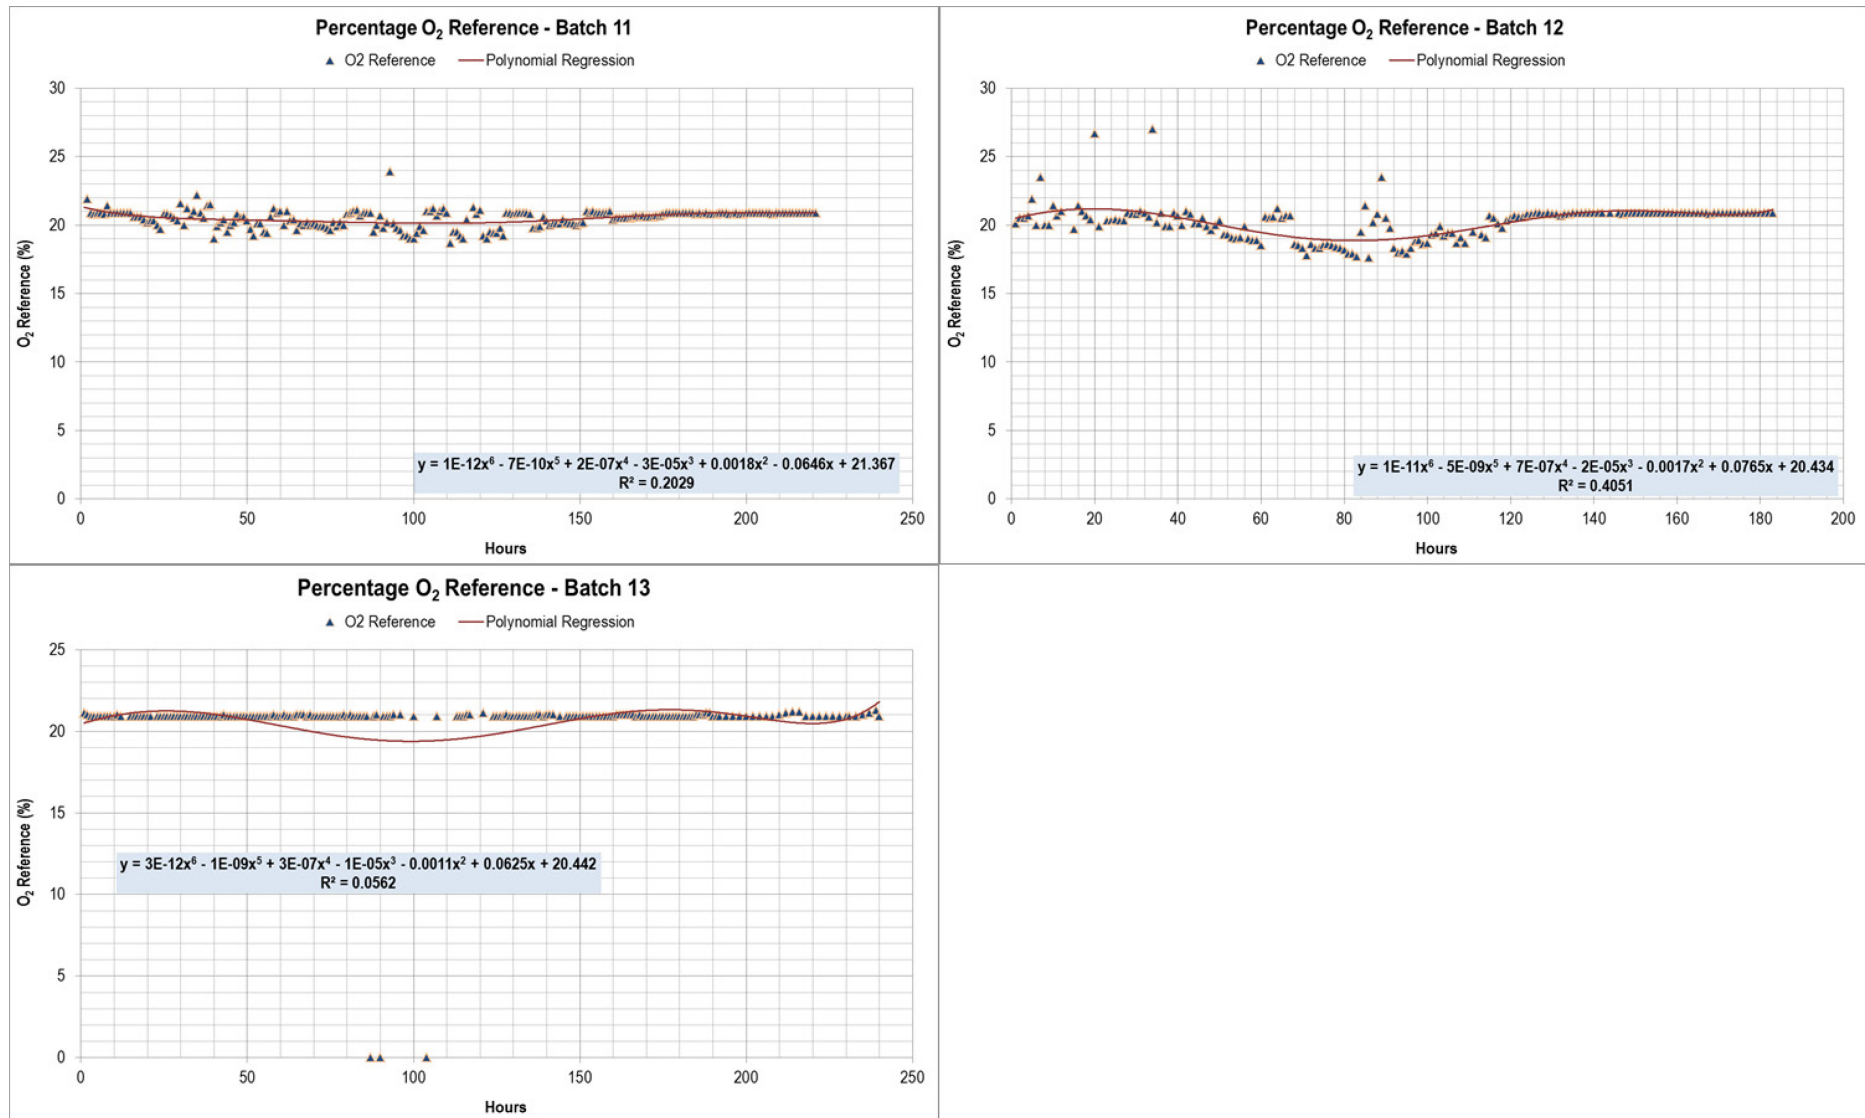 Percentage O₂ Reference - Batch 11
O2 Reference
Polynomial Regression
30
25
20
15
10
5
0
O₂ Reference (%)
y = 1E-12x⁶ - 7E-10x⁵ + 2E-07x⁴ - 3E-05x³ + 0.0018x² - 0.0646x + 21.367
R² = 0.2029
0 50 100 150 200 250
Hours
Percentage O₂ Reference - Batch 12
O2 Reference
Polynomial Regression
30
25
20
15
10
5
0
O₂ Reference (%)
y = 1E-11x⁶ - 5E-09x⁵ + 7E-07x⁴ - 2E-05x³ - 0.0017x² + 0.0765x + 20.434
R² = 0.4051
0 20 40 60 80 100 120 140 160 180 200
Hours
Percentage O₂ Reference - Batch 13
O2 Reference
Polynomial Regression
25
20
15
10
5
0
O₂ Reference (%)
y = 3E-12x⁶ - 1E-09x⁵ + 3E-07x⁴ - 1E-05x³ - 0.0011x² + 0.0625x + 20.442
R² = 0.0562
0 50 100 150 200 250
Hours